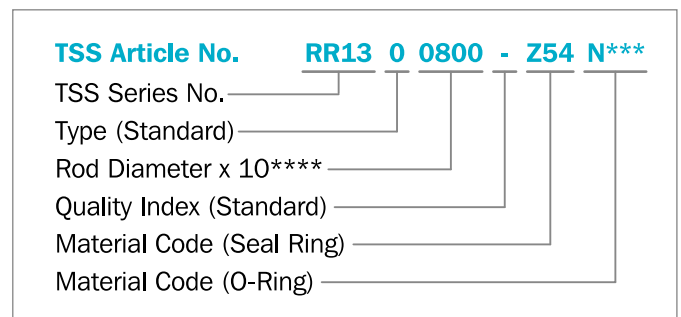 TSS Article No. RR13 0 0800 - Z54 N***
TSS Series No.
Type (Standard)
Rod Diameter x 10****
Quality Index (Standard)
Material Code (Seal Ring)
Material Code (O-Ring)